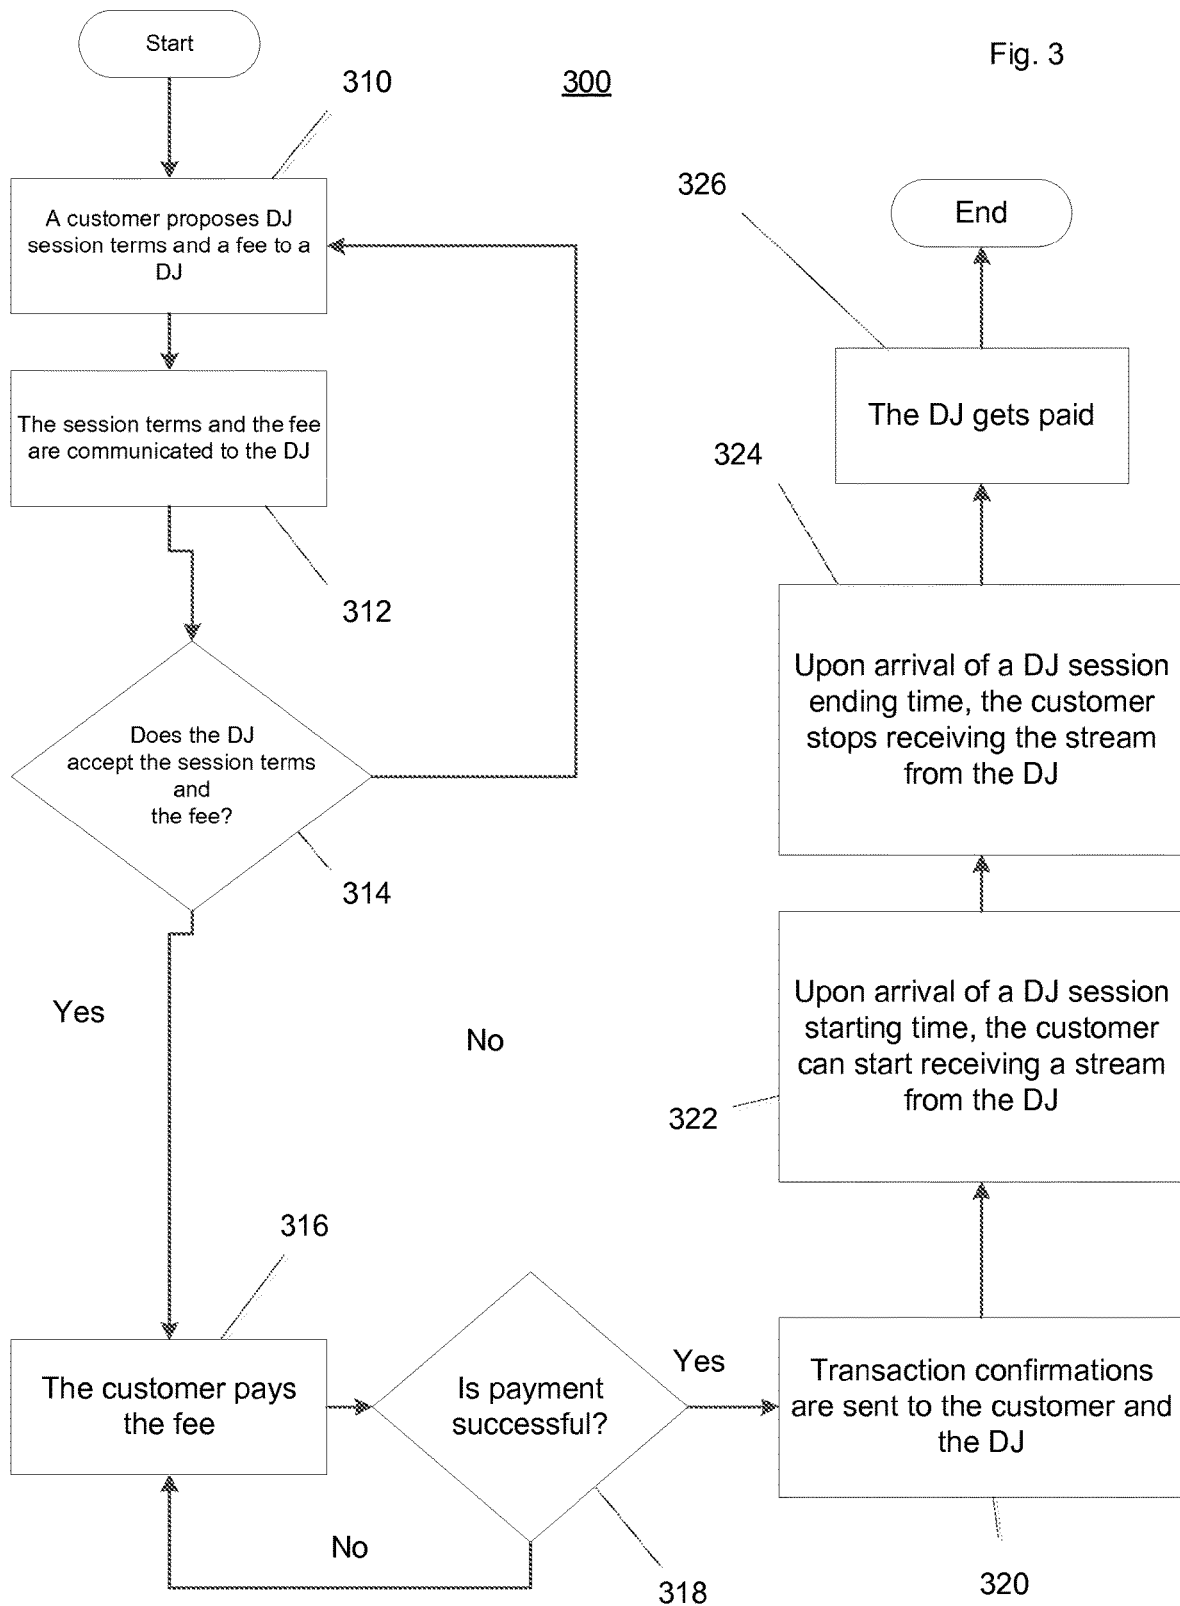 Start
Fig. 3
310
300
A customer proposes DJ
session terms and a fee to a
DJ
The session terms and the fee
are communicated to the DJ
312
Does the DJ
accept the session terms
and
the fee?
314
Yes
No
316
The customer pays
the fee
Is payment
successful?
No
318
Yes
Transaction confirmations
are sent to the customer and
the DJ
320
Upon arrival of a DJ session
starting time, the customer
can start receiving a stream
from the DJ
322
Upon arrival of a DJ session
ending time, the customer
stops receiving the stream
from the DJ
324
The DJ gets paid
326
End